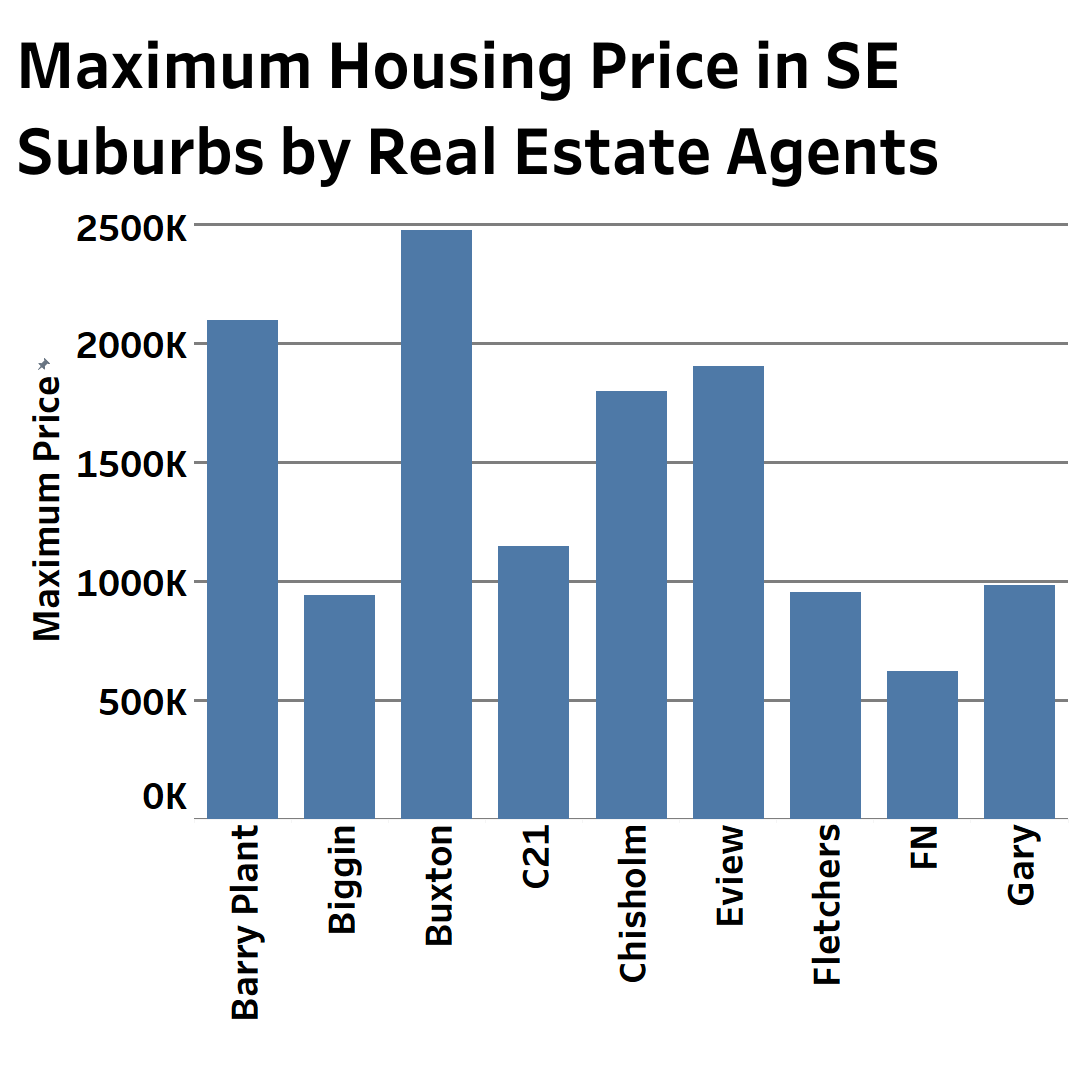 Maximum Housing Price in SE
Suburbs by Real Estate Agents
2500K
2000K
1500K
1000K
500K
0K
Maximum Price
Barry Plant
Biggin
Buxton
C21
Chisholm
Eview
Fletchers
FN
Gary